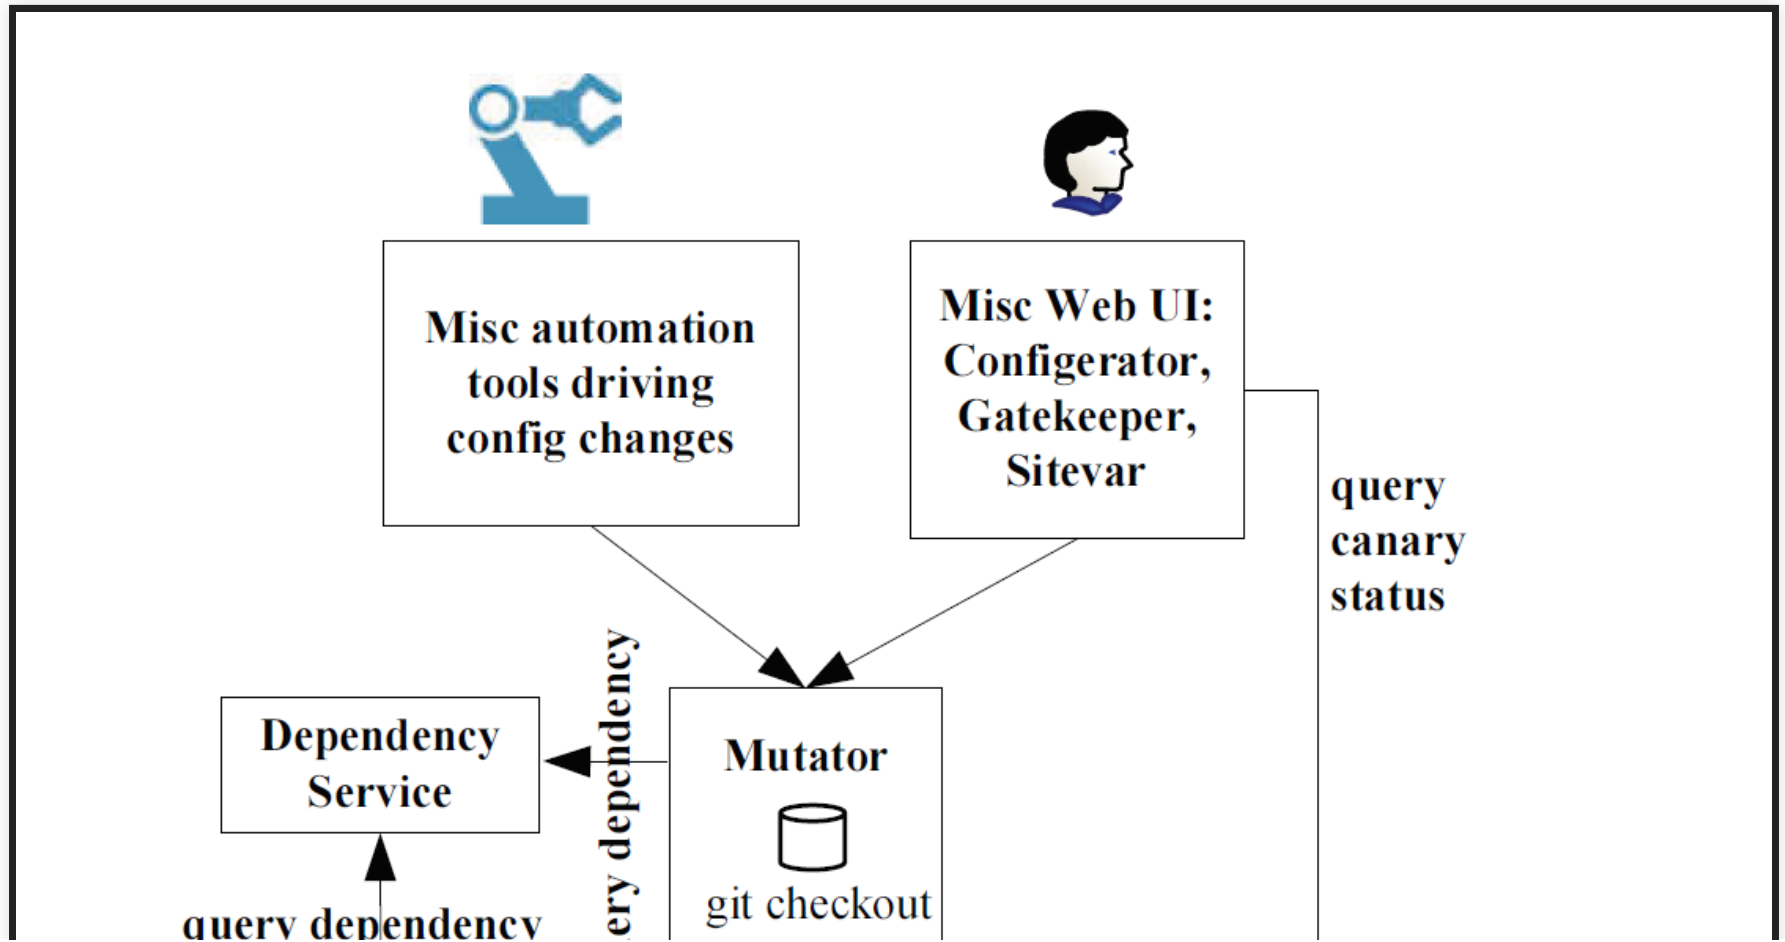 Misc automation
tools driving
config changes
Misc Web UI:
Configerator,
Gatekeeper,
Sitevar
query
canary
status
Dependency
Service
dependency
Mutator
git checkout
query dependency